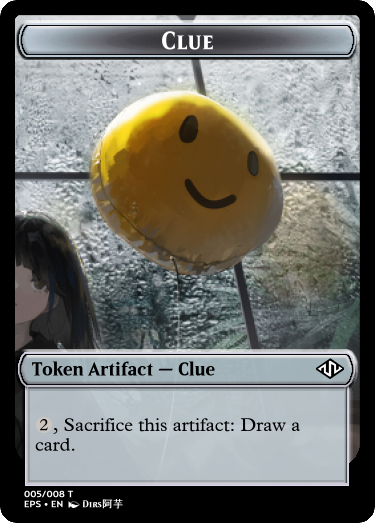 Clue
Token Artifact — Clue
2, Sacrifice this artifact: Draw a
card.
005/008 T
EPS • EN Dirs阿芋